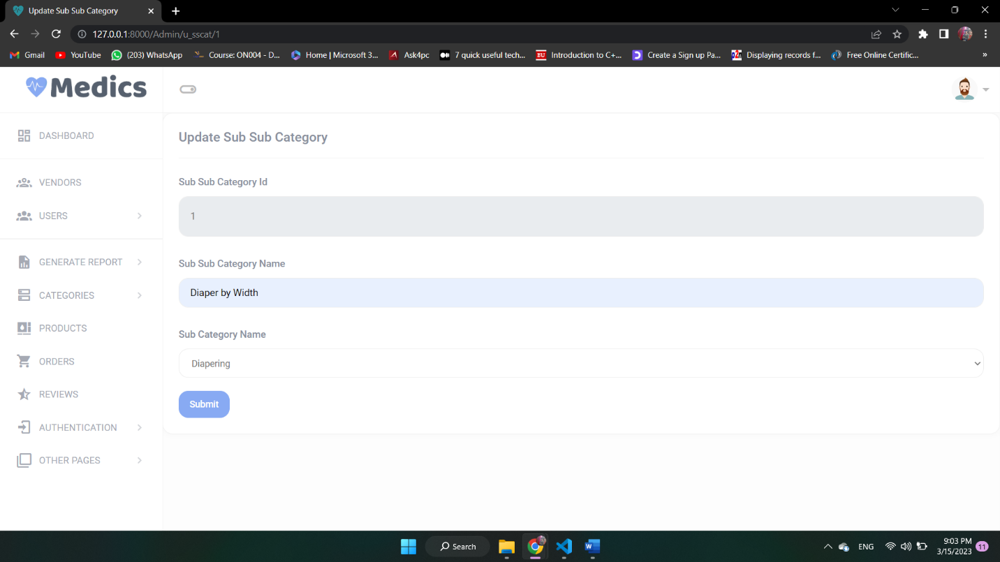 Update Sub Sub Category
127.0.0.1:8000/Admin/u_sscat/1
Gmail YouTube (203) WhatsApp Course: ON004 - D... Home | Microsoft 3... Ask4pc 7 quick useful tech... BU Introduction to C+... Create a Sign up Pa... Displaying records f... Free Online Certific... »
Medics
DASHBOARD
VENDORS
USERS
GENERATE REPORT
CATEGORIES
PRODUCTS
ORDERS
REVIEWS
AUTHENTICATION
OTHER PAGES
Update Sub Sub Category
Sub Sub Category Id
1
Sub Sub Category Name
Diaper by Width
Sub Category Name
Diapering
Submit
Search
ENG
9:03 PM
3/15/2023
11